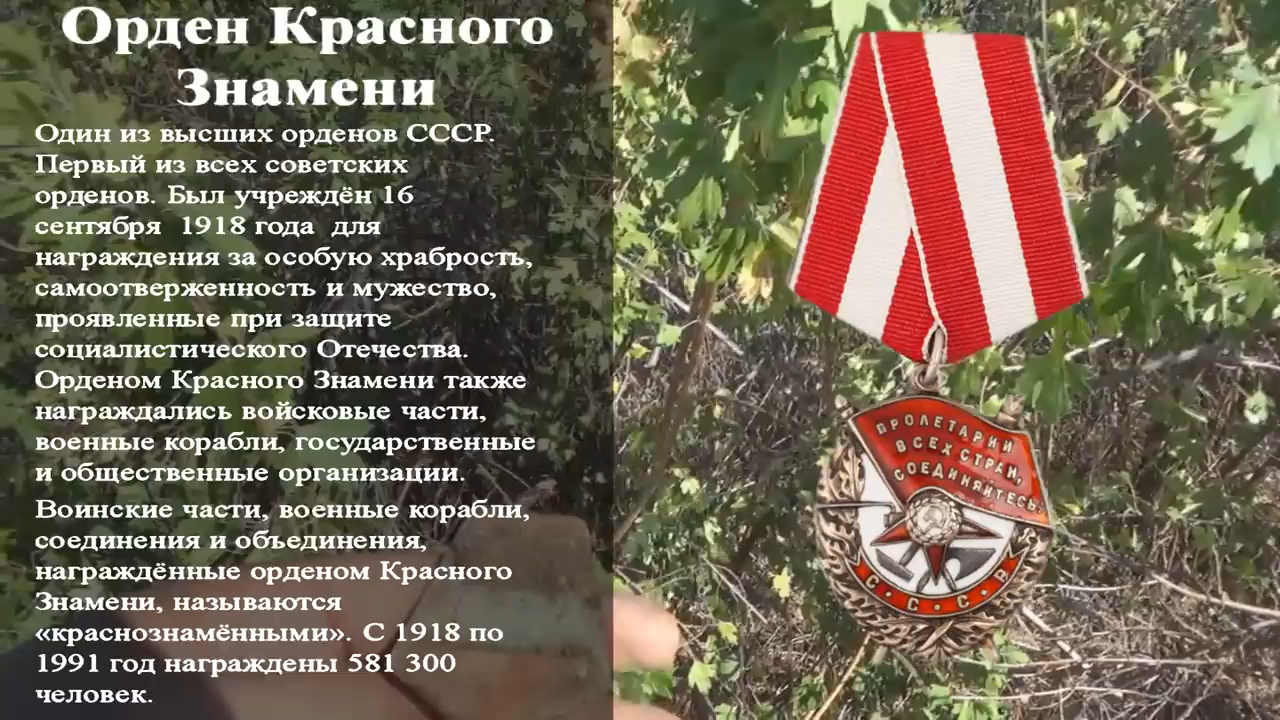 Орден Красного
Знамени
Один из высших орденов СССР.
Первый из всех советских
орденов. Был учреждён 16
сентября 1918 года для
награждения за особую храбрость,
самоотверженность и мужество,
проявленные при защите
социалистического Отечества.
Орденом Красного Знамени также
награждались войсковые части,
военные корабли, государственные
и общественные организации.
Воинские части, военные корабли,
соединения и объединения,
награждённые орденом Красного
Знамени, называются
«краснознамёнными». С 1918 по
1991 год награждены 581 300
человек.
ПРОЛЕТАРИИ
ВСЕХ СТРАН,
СОЕДИНЯЙТЕСЬ!
С·С·С·Р